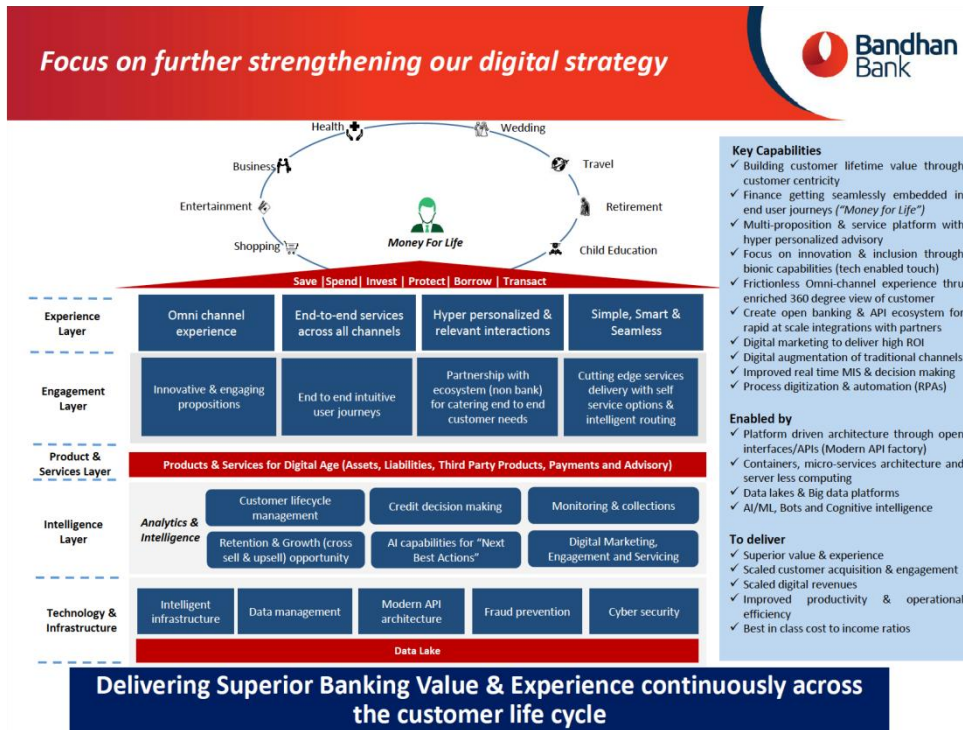 Focus on further strengthening our digital strategy
Bandhan
Bank
Health
Wedding
Business
Travel
Entertainment
Retirement
Shopping
Money For Life
Child Education
Save |Spend| Invest | Protect| Borrow | Transact
Experience
Layer
Omni channel
experience
End-to-end services
across all channels
Hyper personalized &
relevant interactions
Simple, Smart &
Seamless
Engagement
Layer
Innovative & engaging
propositions
End to end intuitive
user journeys
Partnership with
ecosystem (non bank)
for catering end to end
customer needs
Cutting edge services
delivery with self
service options &
intelligent routing
Product &
Services Layer
Products & Services for Digital Age (Assets, Liabilities, Third Party Products, Payments and Advisory)
Intelligence
Layer
Analytics &
Intelligence
Customer lifecycle
management
Credit decision making
Monitoring & collections
Retention & Growth (cross
sell & upsell) opportunity
AI capabilities for “Next
Best Actions”
Digital Marketing,
Engagement and Servicing
Technology &
Infrastructure
Intelligent
infrastructure
Data management
Modern API
architecture
Fraud prevention
Cyber security
Data Lake
Key Capabilities
✓ Building customer lifetime value through
customer centricity
✓ Finance getting seamlessly embedded in
end user journeys (“Money for Life”)
✓ Multi-proposition & service platform with
hyper personalized advisory
✓ Focus on innovation & inclusion through
bionic capabilities (tech enabled touch)
✓ Frictionless Omni-channel experience thru
enriched 360 degree view of customer
✓ Create open banking & API ecosystem for
rapid at scale integrations with partners
✓ Digital marketing to deliver high ROI
✓ Digital augmentation of traditional channels
✓ Improved real time MIS & decision making
✓ Process digitization & automation (RPAs)
Enabled by
✓ Platform driven architecture through open
interfaces/APIs (Modern API factory)
✓ Containers, micro-services architecture and
server less computing
✓ Data lakes & Big data platforms
✓ AI/ML, Bots and Cognitive intelligence
To deliver
✓ Superior value & experience
✓ Scaled customer acquisition & engagement
✓ Scaled digital revenues
✓ Improved productivity & operational
efficiency
✓ Best in class cost to income ratios
Delivering Superior Banking Value & Experience continuously across
the customer life cycle